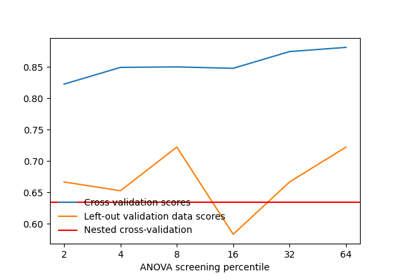 0.85
0.80
0.75
0.70
0.65
0.60
Cross validation scores
Left-out validation data scores
Nested cross-validation
2 4 8 16 32 64
ANOVA screening percentile